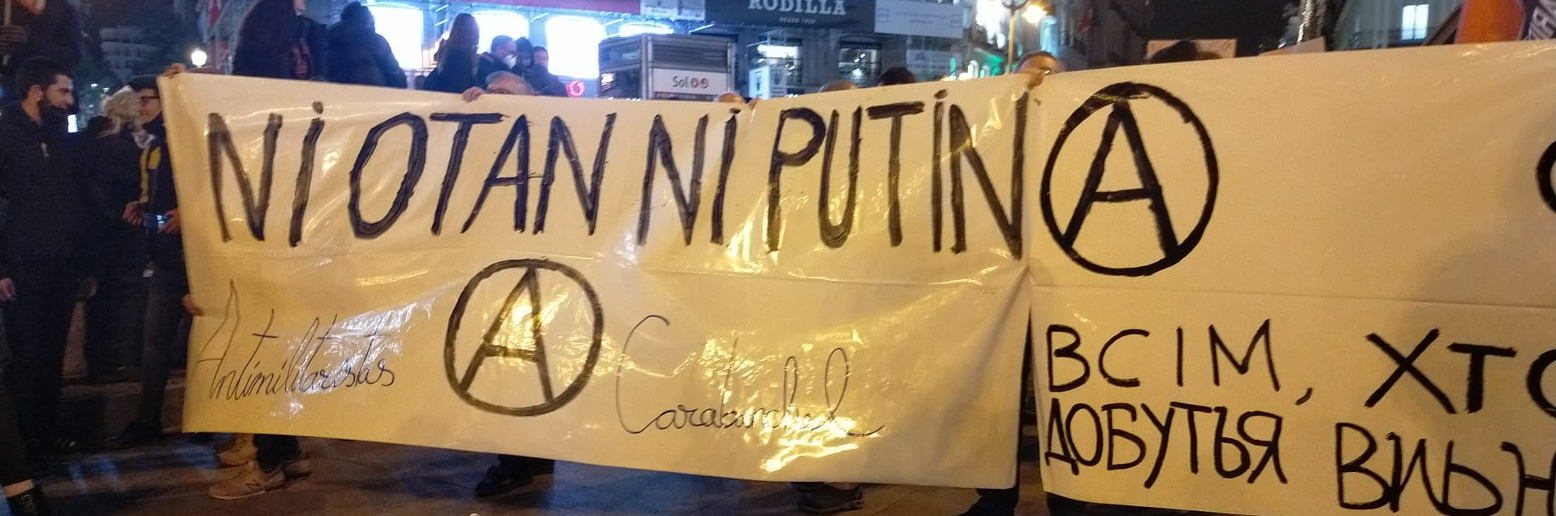 RODILLA
Sol
NI OTAN NI PUTIN
A
A
Antimilitaristas
Carabanchel
ВСІМ, ХТО
ДОБУТЬЯ